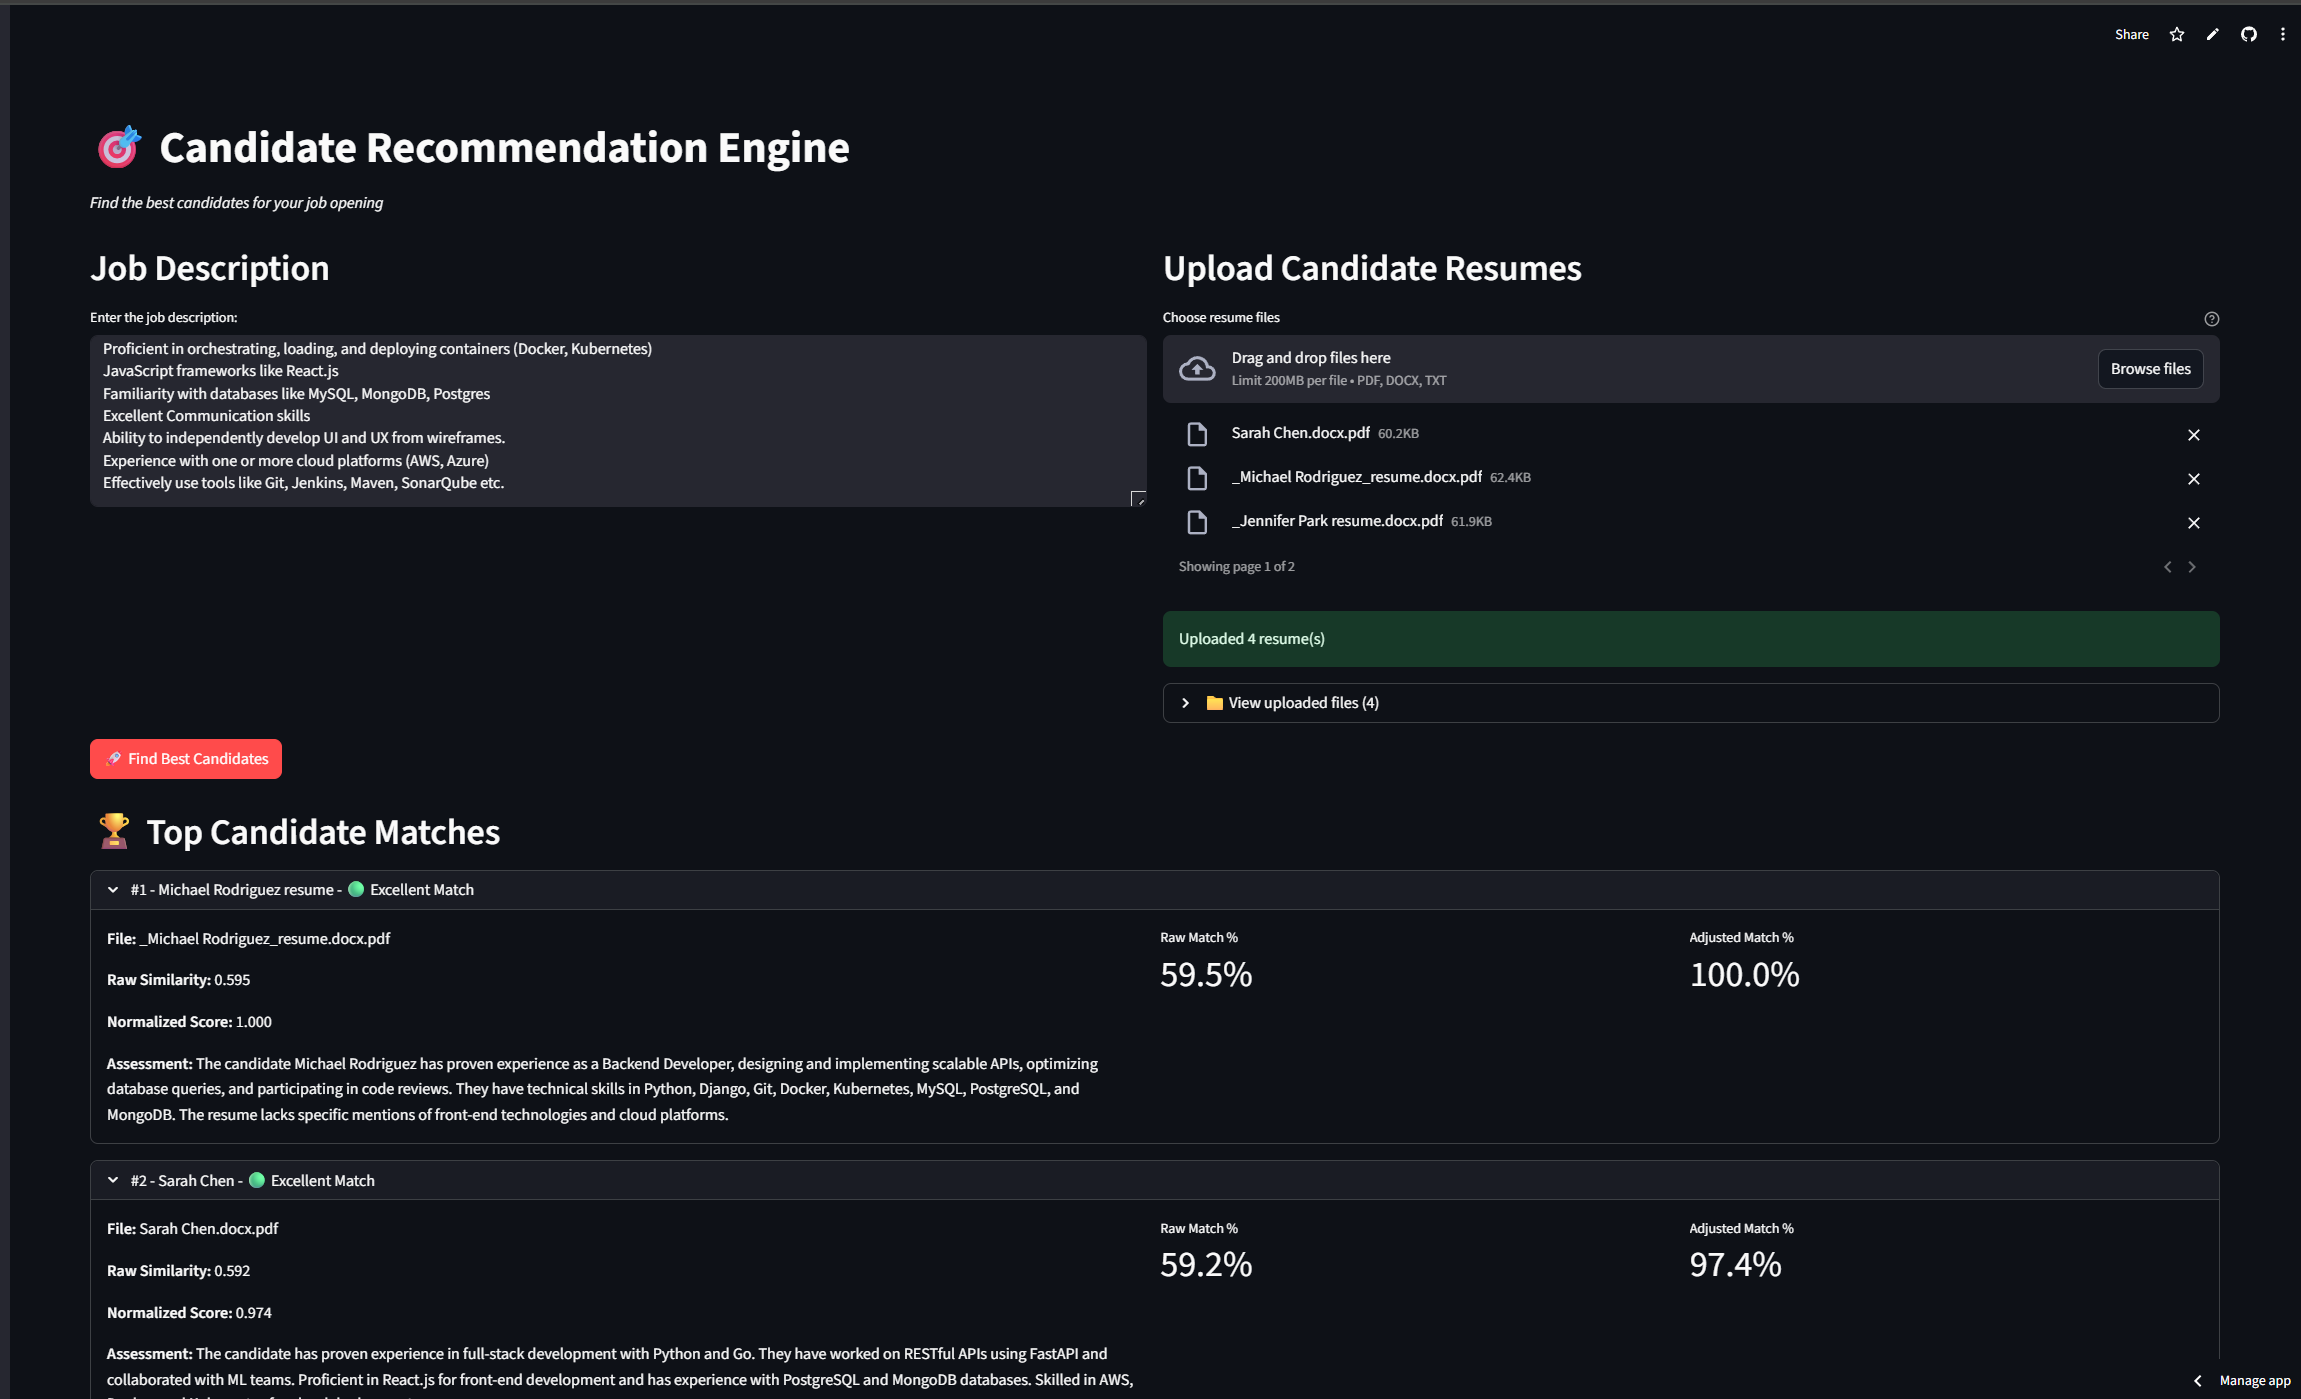 Share
Candidate Recommendation Engine
Find the best candidates for your job opening
Job Description
Enter the job description:
Proficient in orchestrating, loading, and deploying containers (Docker, Kubernetes)
JavaScript frameworks like React.js
Familiarity with databases like MySQL, MongoDB, Postgres
Excellent Communication skills
Ability to independently develop UI and UX from wireframes.
Experience with one or more cloud platforms (AWS, Azure)
Effectively use tools like Git, Jenkins, Maven, SonarQube etc.
Upload Candidate Resumes
Choose resume files
Drag and drop files here
Limit 200MB per file • PDF, DOCX, TXT
Browse files
Sarah Chen.docx.pdf 60.2KB
_Michael Rodriguez_resume.docx.pdf 62.4KB
_Jennifer Park resume.docx.pdf 61.9KB
Showing page 1 of 2
Uploaded 4 resume(s)
View uploaded files (4)
Find Best Candidates
Top Candidate Matches
#1 - Michael Rodriguez resume - Excellent Match
File: _Michael Rodriguez_resume.docx.pdf
Raw Similarity: 0.595
Normalized Score: 1.000
Assessment: The candidate Michael Rodriguez has proven experience as a Backend Developer, designing and implementing scalable APIs, optimizing
database queries, and participating in code reviews. They have technical skills in Python, Django, Git, Docker, Kubernetes, MySQL, PostgreSQL, and
MongoDB. The resume lacks specific mentions of front-end technologies and cloud platforms.
Raw Match %
59.5%
Adjusted Match %
100.0%
#2 - Sarah Chen - Excellent Match
File: Sarah Chen.docx.pdf
Raw Similarity: 0.592
Normalized Score: 0.974
Assessment: The candidate has proven experience in full-stack development with Python and Go. They have worked on RESTful APIs using FastAPI and
collaborated with ML teams. Proficient in React.js for front-end development and has experience with PostgreSQL and MongoDB databases. Skilled in AWS,
Raw Match %
59.2%
Adjusted Match %
97.4%
Manage app